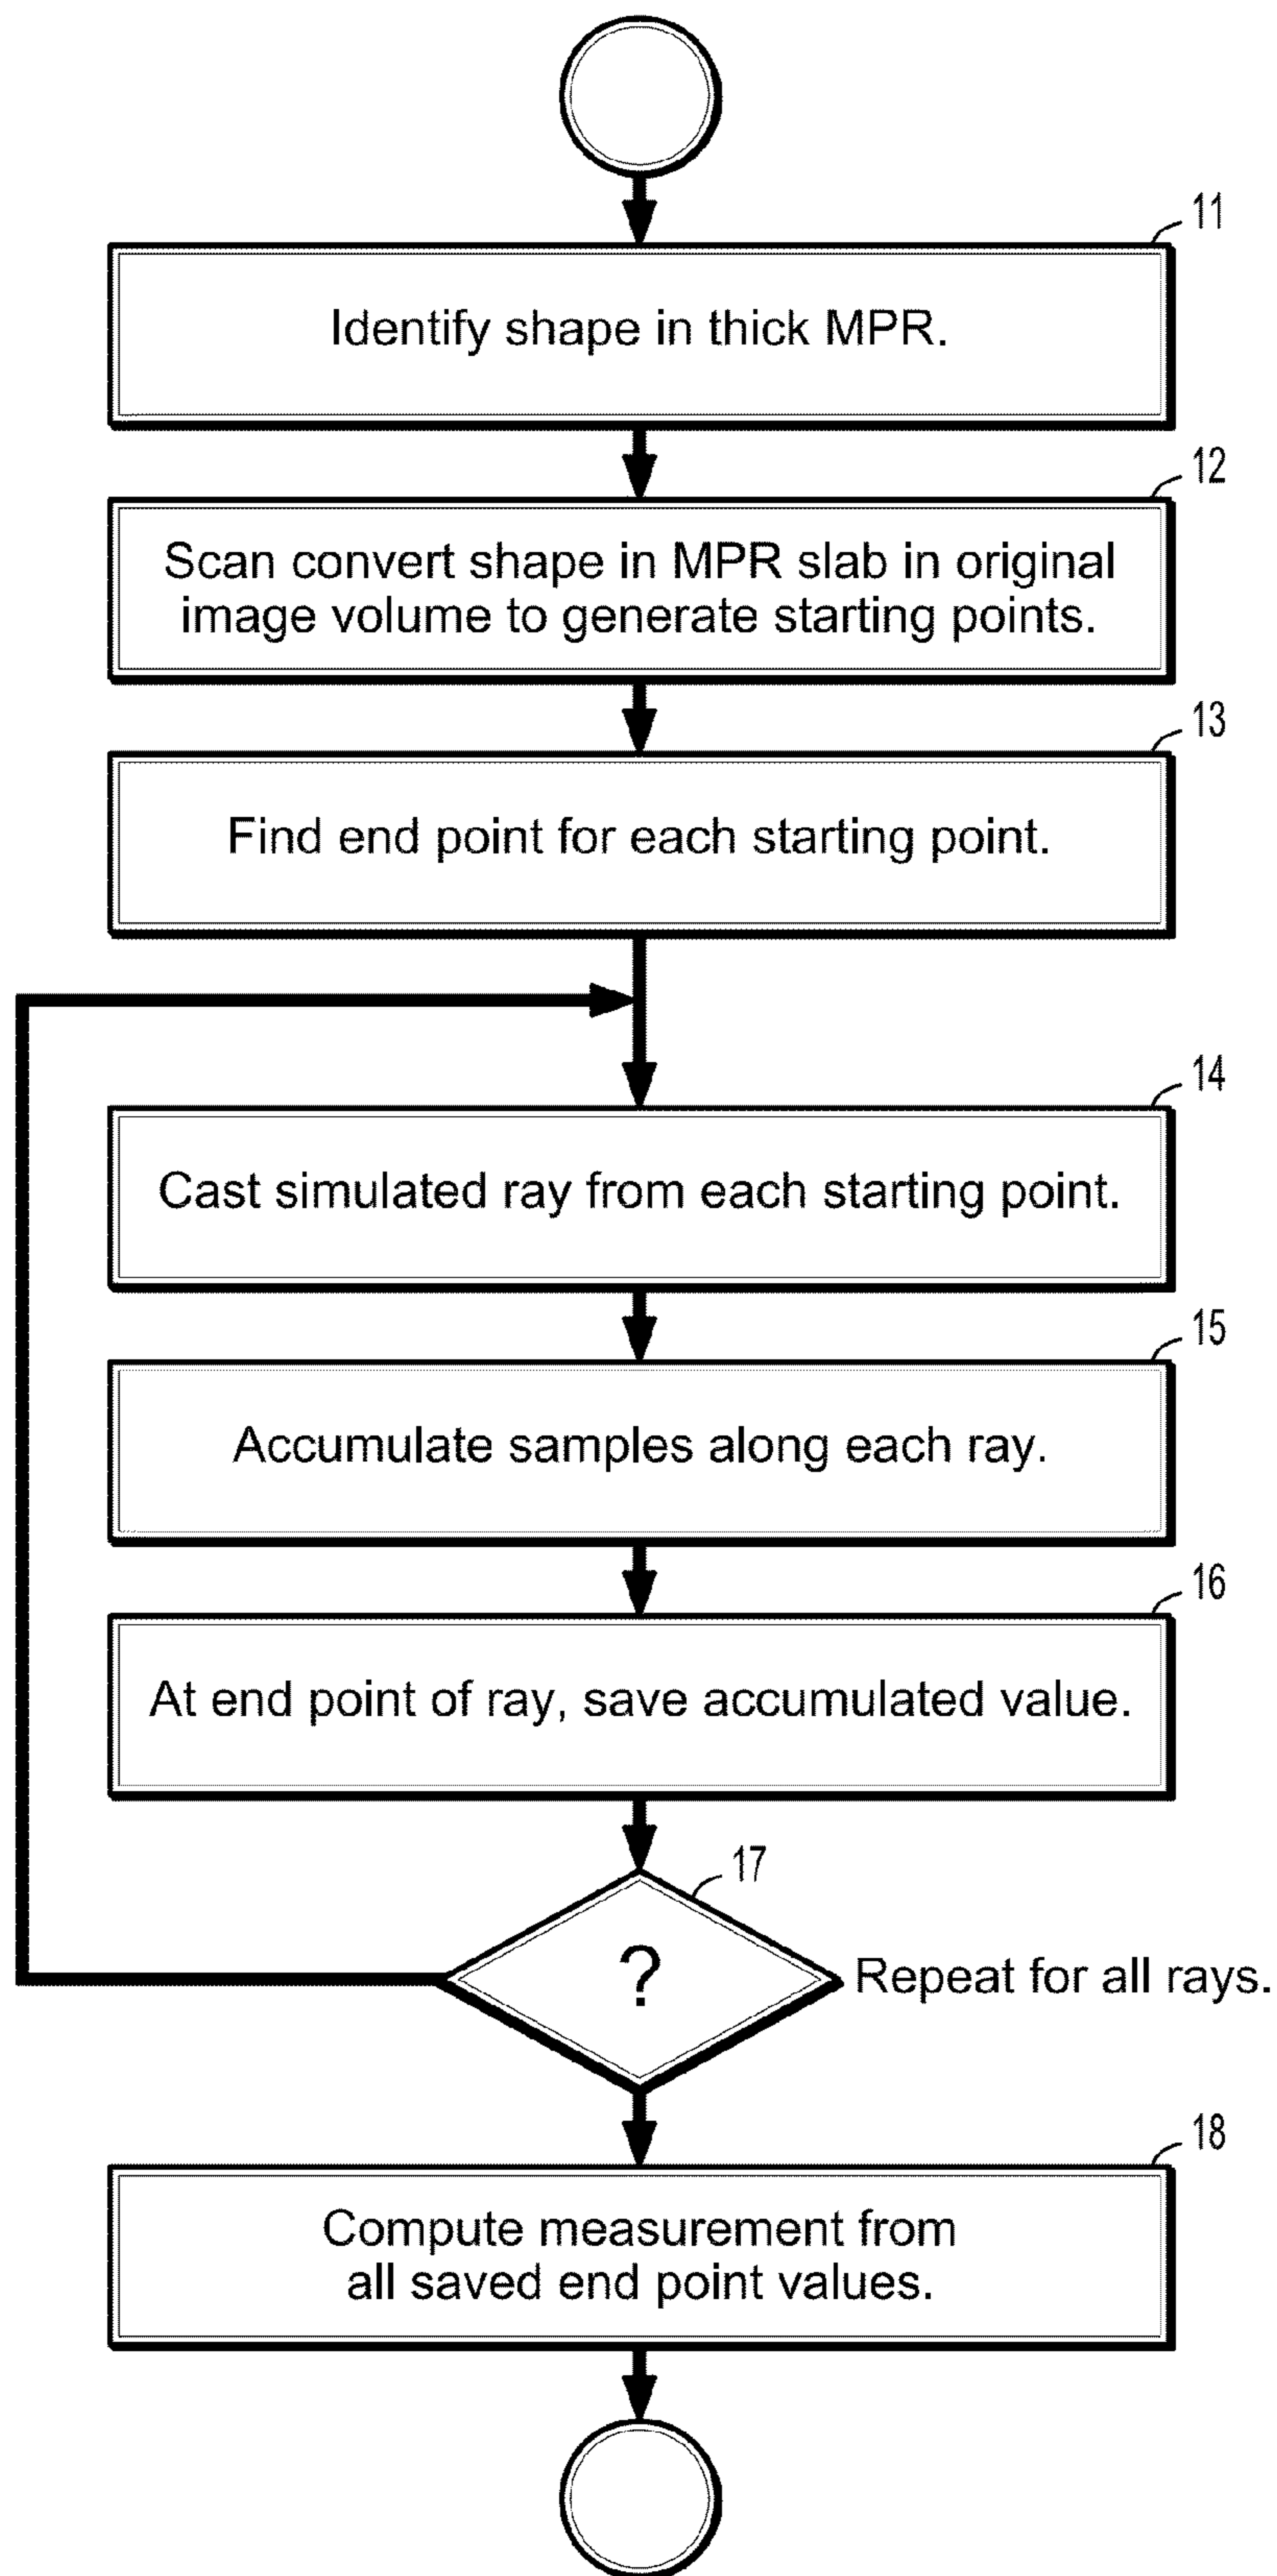 11
Identify shape in thick MPR.
12
Scan convert shape in MPR slab in original
image volume to generate starting points.
13
Find end point for each starting point.
14
Cast simulated ray from each starting point.
15
Accumulate samples along each ray.
16
At end point of ray, save accumulated value.
17
?
Repeat for all rays.
18
Compute measurement from
all saved end point values.